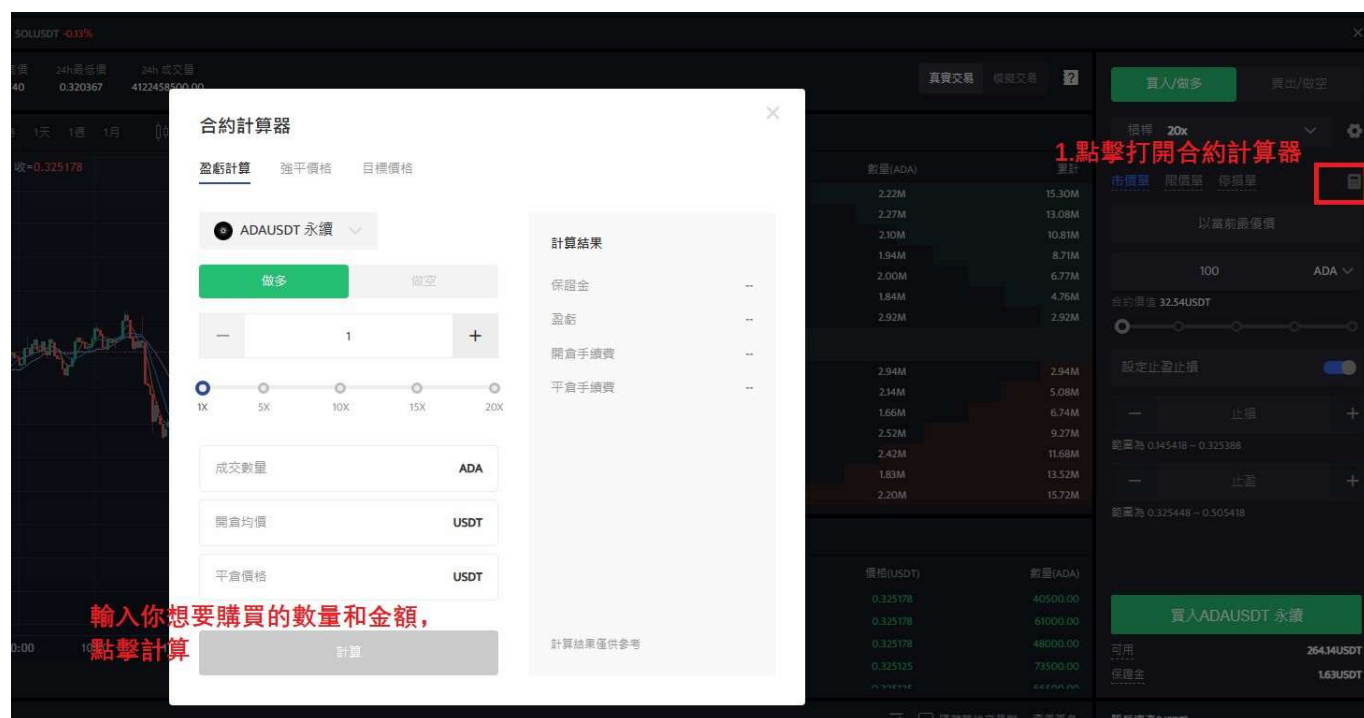 SOLUSDT -0.13%
24h最低價 24h 成交量
0.320367 4122458500.00
真實交易 模擬交易
買入/做多 賣出/做空
1天 1週 1月
槓桿 20x
1.點擊打開合約計算器
收=0.325178
市價單 限價單 停損單
以當前最優價
100 ADA
合約價值 32.54USDT
設定止盈止損
止損
範圍為 0.145418 ~ 0.325388
止盈
範圍為 0.325448 ~ 0.505418
買入ADAUSDT 永續
可用 264.14USDT
保證金 1.63USDT
數量(ADA) 累計
2.22M 15.30M
2.27M 13.08M
2.10M 10.81M
1.94M 8.71M
2.00M 6.77M
1.84M 4.76M
2.92M 2.92M
2.94M 2.94M
2.14M 5.08M
1.66M 6.74M
2.52M 9.27M
2.42M 11.68M
1.83M 13.52M
2.20M 15.72M
價格(USDT) 數量(ADA)
0.325178 40500.00
0.325178 61000.00
0.325178 48000.00
0.325125 73500.00
合約計算器
盈虧計算 強平價格 目標價格
ADAUSDT 永續
做多 做空
1
1X 5X 10X 15X 20X
成交數量 ADA
開倉均價 USDT
平倉價格 USDT
計算
計算結果
保證金 --
盈虧 --
開倉手續費 --
平倉手續費 --
計算結果僅供參考
輸入你想要購買的數量和金額，
點擊計算